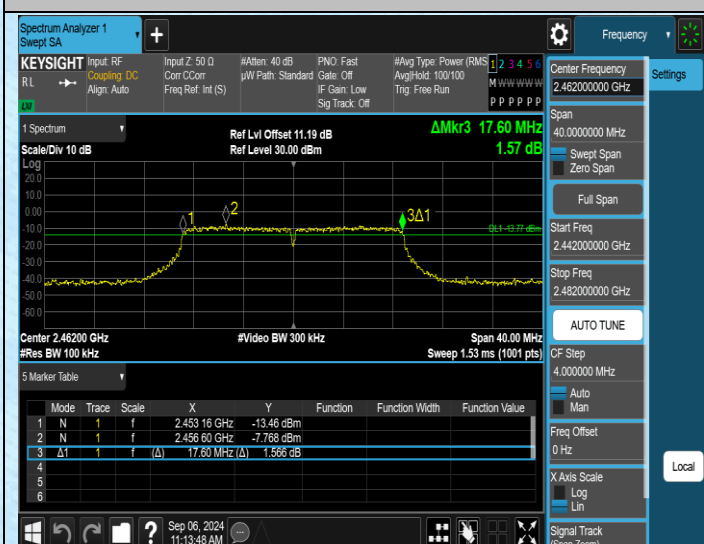 Spectrum Analyzer 1
Swept SA
Frequency
KEYSIGHT
RL
Input: RF
Coupling: DC
Align: Auto
Input Z: 50 Ω
Corr CCorr
Freq Ref: Int (S)
#Atten: 40 dB
µW Path: Standard
PNO: Fast
Gate: Off
IF Gain: Low
Sig Track: Off
#Avg Type: Power (RMS
Avg|Hold: 100/100
Trig: Free Run
1 2 3 4 5 6
M W W W W W
P P P P P P
1 Spectrum
Scale/Div 10 dB
Ref Lvl Offset 11.19 dB
Ref Level 30.00 dBm
ΔMkr3 17.60 MHz
1.57 dB
Log
20.0
10.0
0.00
-10.0
-20.0
-30.0
-40.0
-50.0
-60.0
1
2
3Δ1
DL1 -13.77 dBm
Center 2.46200 GHz
#Res BW 100 kHz
#Video BW 300 kHz
Span 40.00 MHz
Sweep 1.53 ms (1001 pts)
5 Marker Table
Mode Trace Scale X Y Function Function Width Function Value
1 N 1 f 2.453 16 GHz -13.46 dBm
2 N 1 f 2.456 60 GHz -7.768 dBm
3 Δ1 1 f (Δ) 17.60 MHz (Δ) 1.566 dB
4
5
6
Sep 06, 2024
11:13:48 AM
Center Frequency
2.462000000 GHz
Span
40.0000000 MHz
Swept Span
Zero Span
Full Span
Start Freq
2.442000000 GHz
Stop Freq
2.482000000 GHz
AUTO TUNE
CF Step
4.000000 MHz
Auto
Man
Freq Offset
0 Hz
X Axis Scale
Log
Lin
Signal Track
(Span Zoom)
Settings
Local